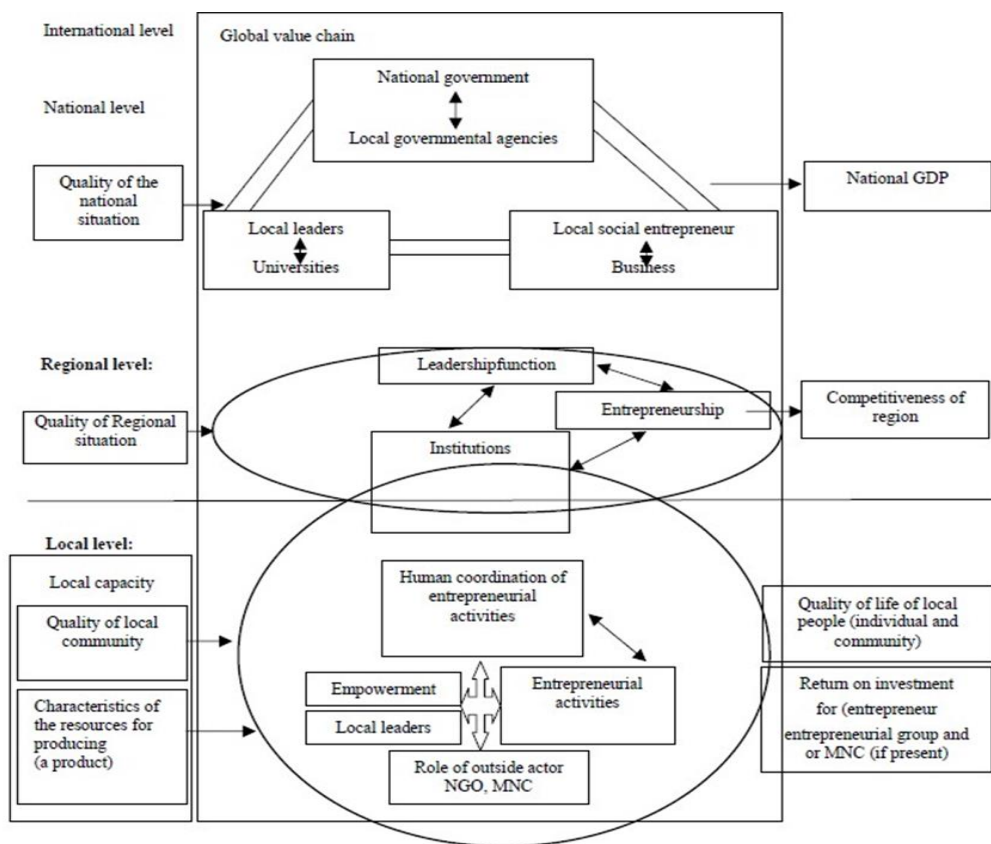 International level
Global value chain
National government
National level
Local governmental agencies
Quality of the
national
situation
National GDP
Local leaders
Universities
Local social entrepreneur
Business
Regional level:
Leadershipfunction
Quality of Regional
situation
Entrepreneurship
Competitiveness of
region
Institutions
Local level:
Local capacity
Human coordination of
entrepreneurial
activities
Quality of local
community
Quality of life of local
people (individual and
community)
Empowerment
Local leaders
Entrepreneurial
activities
Characteristics of
the resources for
producing
(a product)
Return on investment
for (entrepreneur
entrepreneurial group and
or MNC (if present)
Role of outside actor
NGO, MNC